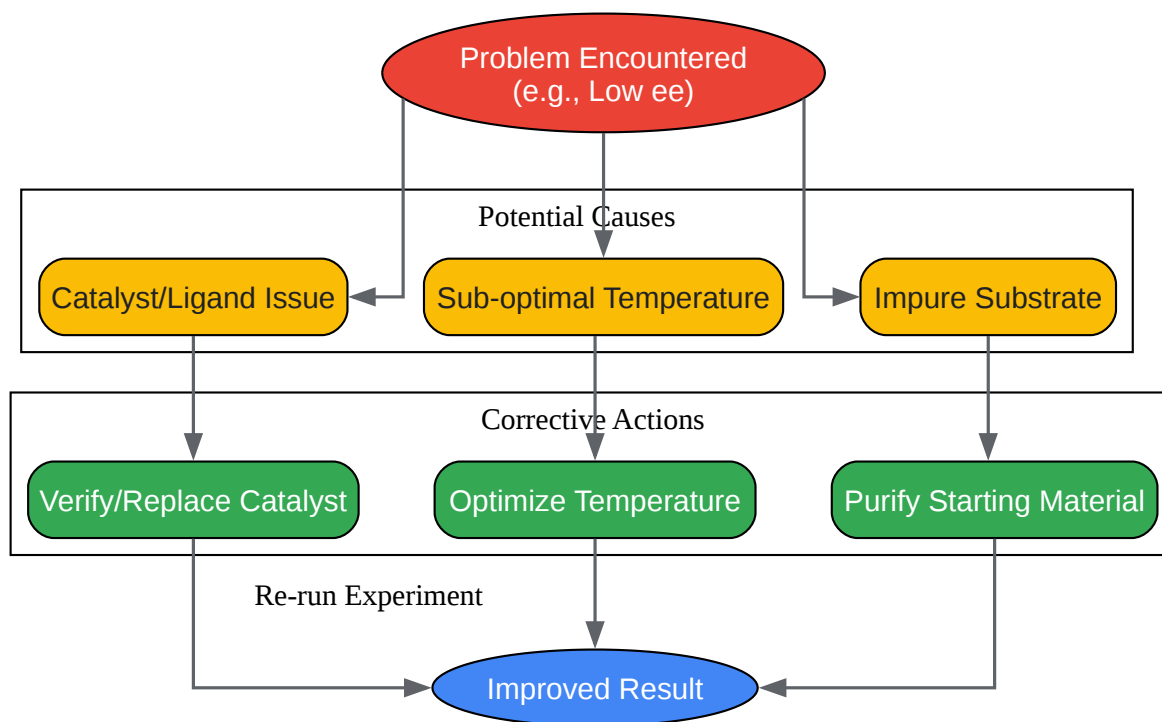 Problem Encountered
(e.g., Low ee)
Potential Causes
Catalyst/Ligand Issue
Sub-optimal Temperature
Impure Substrate
Corrective Actions
Verify/Replace Catalyst
Optimize Temperature
Purify Starting Material
Re-run Experiment
Improved Result